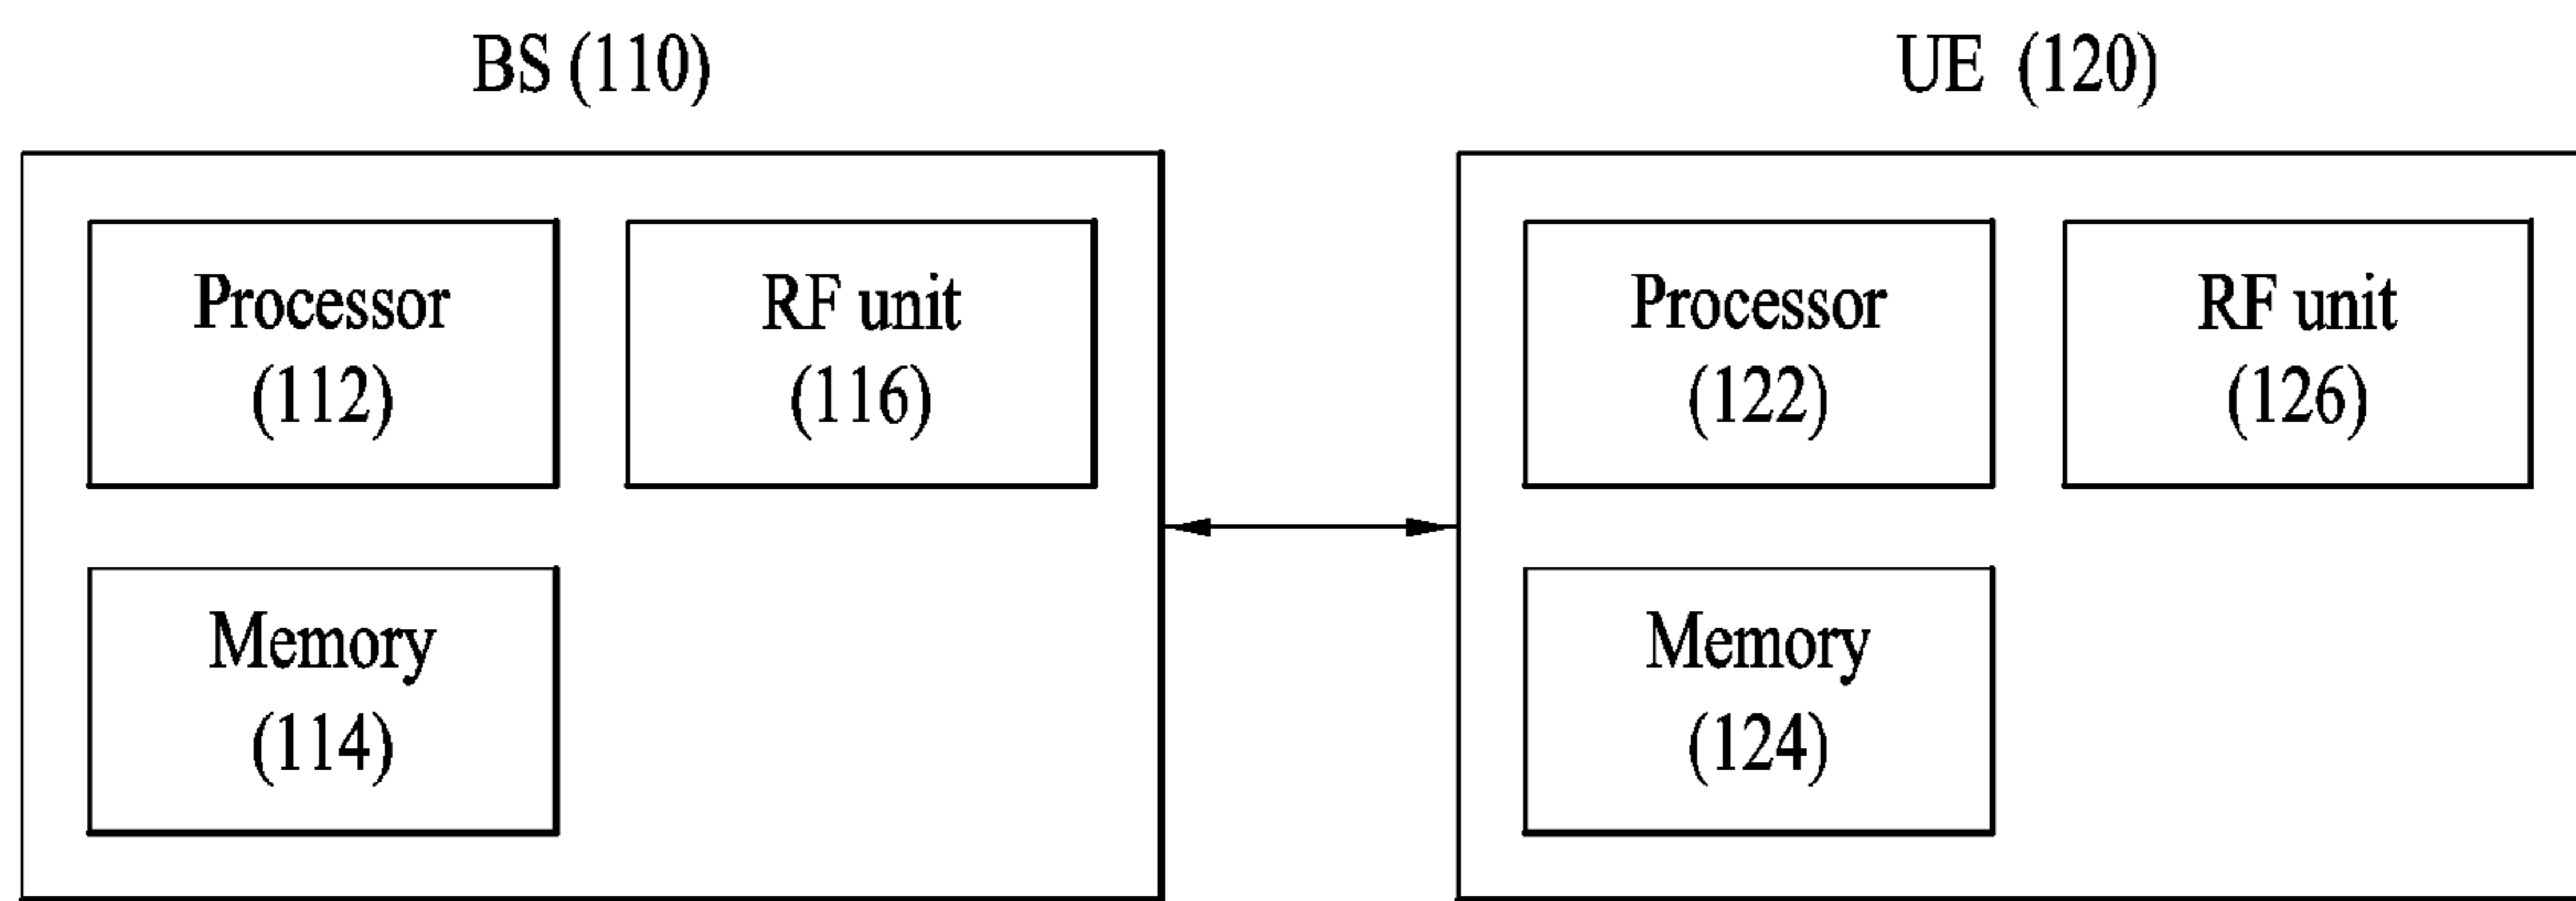 BS (110)
UE (120)
Processor
(112)
RF unit
(116)
Memory
(114)
Processor
(122)
RF unit
(126)
Memory
(124)